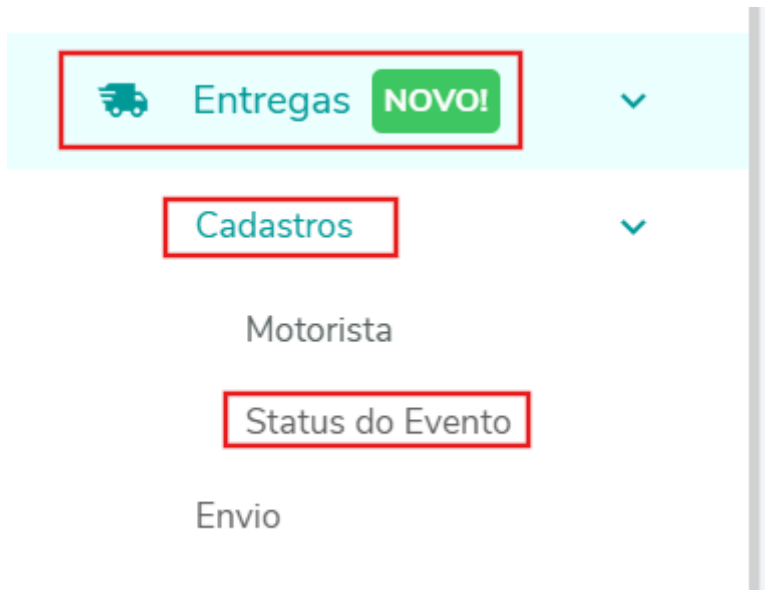 Entregas NOVO!
Cadastros
Motorista
Status do Evento
Envio